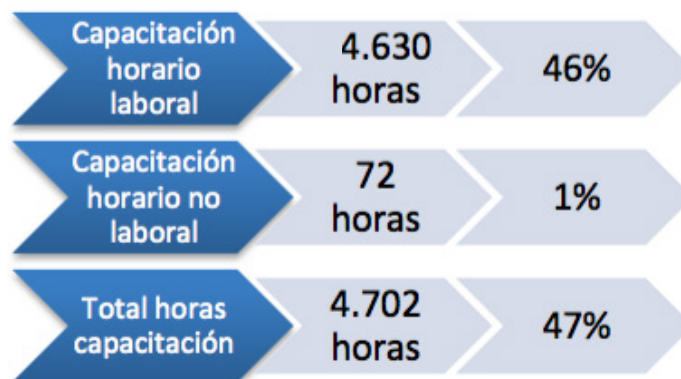 Capacitación
horario
laboral
4.630
horas
46%
Capacitación
horario no
laboral
72
horas
1%
Total horas
capacitación
4.702
horas
47%